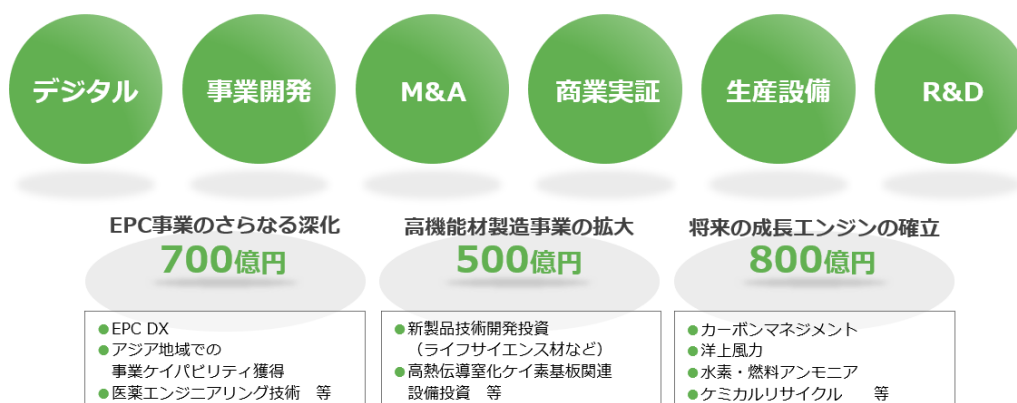 デジタル
事業開発
M&A
商業実証
生産設備
R&D
EPC事業のさらなる深化
700億円
●EPC DX
●アジア地域での
事業ケイパビリティ獲得
●医薬エンジニアリング技術　等
高機能材製造事業の拡大
500億円
●新製品技術開発投資
（ライフサイエンス材など）
●高熱伝導窒化ケイ素基板関連
設備投資　等
将来の成長エンジンの確立
800億円
●カーボンマネジメント
●洋上風力
●水素・燃料アンモニア
●ケミカルリサイクル　　等